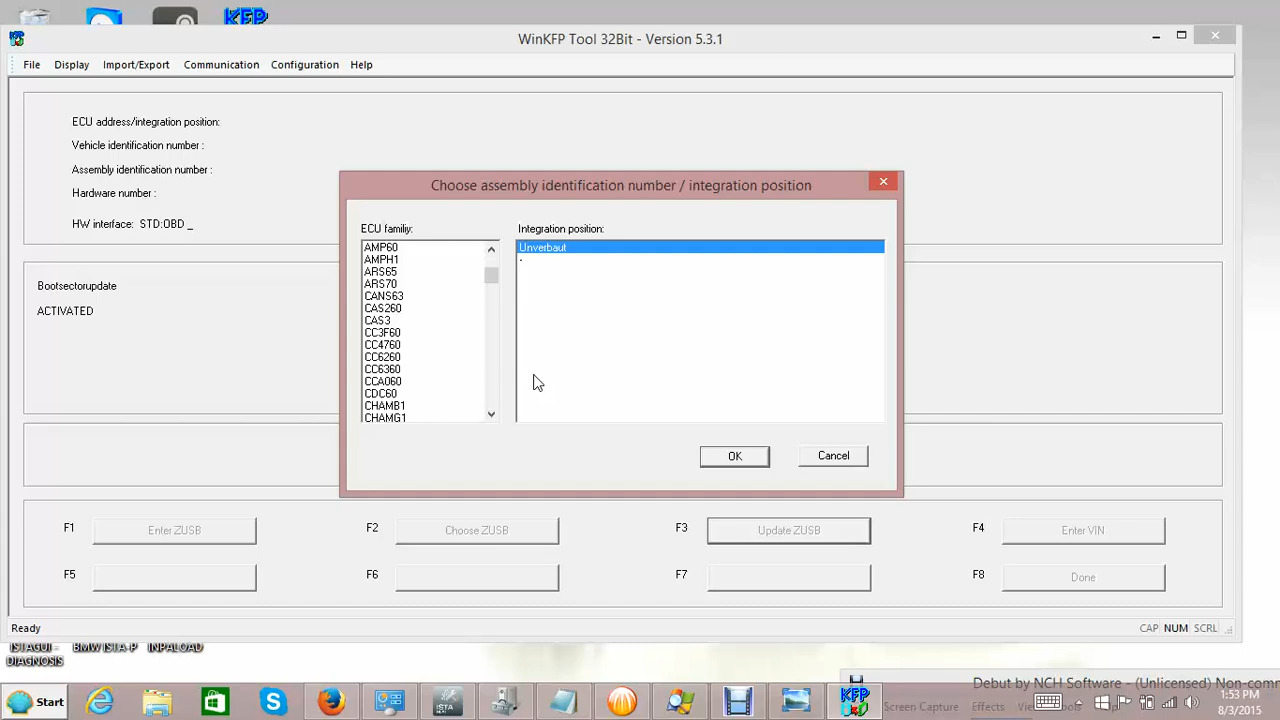 KFP
WinKFP Tool 32Bit - Version 5.3.1
File Display Import/Export Communication Configuration Help
ECU address/integration position:
Vehicle identification number :
Assembly identification number :
Hardware number :
HW interface: STD:OBD _
Bootsectorupdate
ACTIVATED
Choose assembly identification number / integration position
ECU familiy:
AMP60
AMPH1
ARS65
ARS70
CANS63
CAS260
CAS3
CC3F60
CC4760
CC6260
CC6360
CCA060
CDC60
CHAMB1
CHAMG1
Integration position:
Unverbaut
.
OK Cancel
F1 Enter ZUSB F2 Choose ZUSB F3 Update ZUSB F4 Enter VIN
F5 F6 F7 F8 Done
Ready CAP NUM SCRL
ISTAGUI - DIAGNOSIS BMW ISTA-P INPALOAD
Debut by NCH Software - (Unlicensed) Non-com
Start ISTA KFP Screen Capture Effects
1:53 PM
8/3/2015